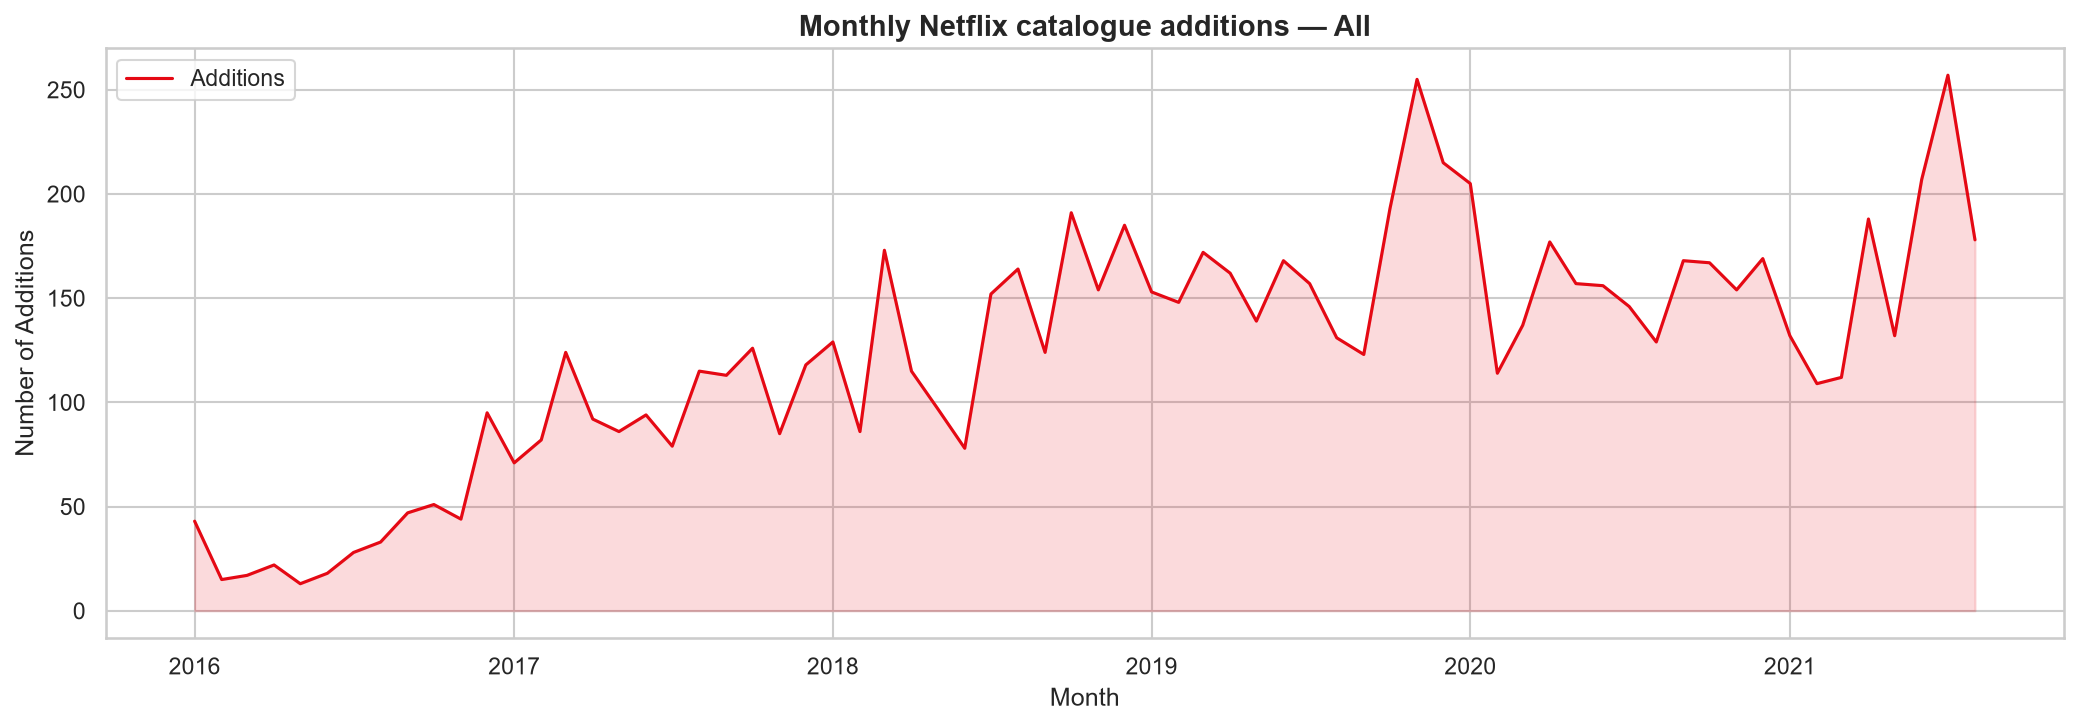 Monthly Netflix catalogue additions — All
Additions
Number of Additions
250
200
150
100
50
0
2016 2017 2018 2019 2020 2021
Month